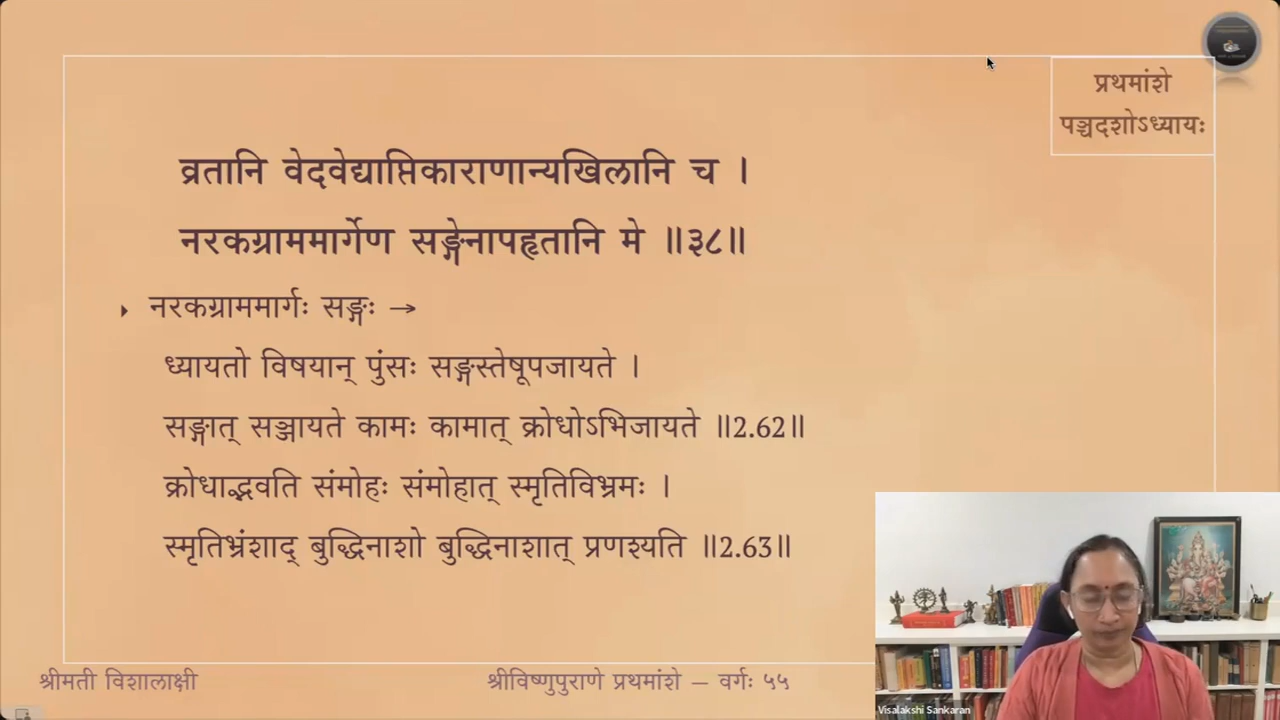 प्रथमांशे
पञ्चदशोऽध्यायः
व्रतानि वेदवेद्याप्तिकाराणान्यखिलानि च ।
नरकग्राममार्गेण सङ्गेनापहृतानि मे ॥३८॥
नरकग्राममार्गः सङ्गः →
ध्यायतो विषयान् पुंसः सङ्गस्तेषूपजायते ।
सङ्गात् सञ्जायते कामः कामात् क्रोधोऽभिजायते ॥2.62॥
क्रोधाद्भवति संमोहः संमोहात् स्मृतिविभ्रमः ।
स्मृतिभ्रंशाद् बुद्धिनाशो बुद्धिनाशात् प्रणश्यति ॥2.63॥
श्रीमती विशालाक्षी
श्रीविष्णुपुराणे प्रथमांशे – वर्गः ५५
Visalakshi Sankaran